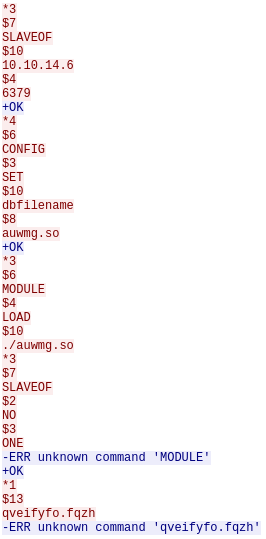 *3
$7
SLAVEOF
$10
10.10.14.6
$4
6379
+OK
*4
$6
CONFIG
$3
SET
$10
dbfilename
$8
auwmg.so
+OK
*3
$6
MODULE
$4
LOAD
$10
./auwmg.so
*3
$7
SLAVEOF
$2
NO
$3
ONE
-ERR unknown command 'MODULE'
+OK
*1
$13
qveifyfo.fqzh
-ERR unknown command 'qveifyfo.fqzh'